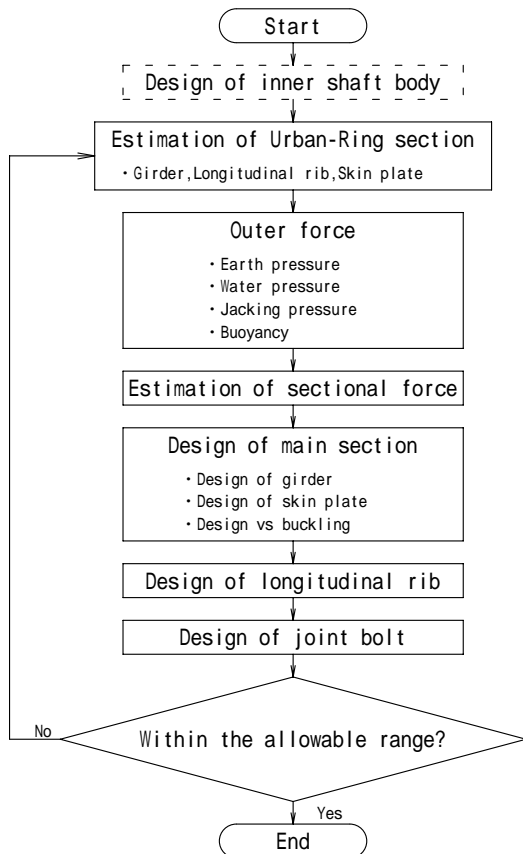 Start
Design of inner shaft body
Estimation of Urban-Ring section
・Girder,Longitudinal rib,Skin plate
Outer force
・Earth pressure
・Water pressure
・Jacking pressure
・Buoyancy
Estimation of sectional force
Design of main section
・Design of girder
・Design of skin plate
・Design vs buckling
Design of longitudinal rib
Design of joint bolt
No
Within the allowable range?
Yes
End